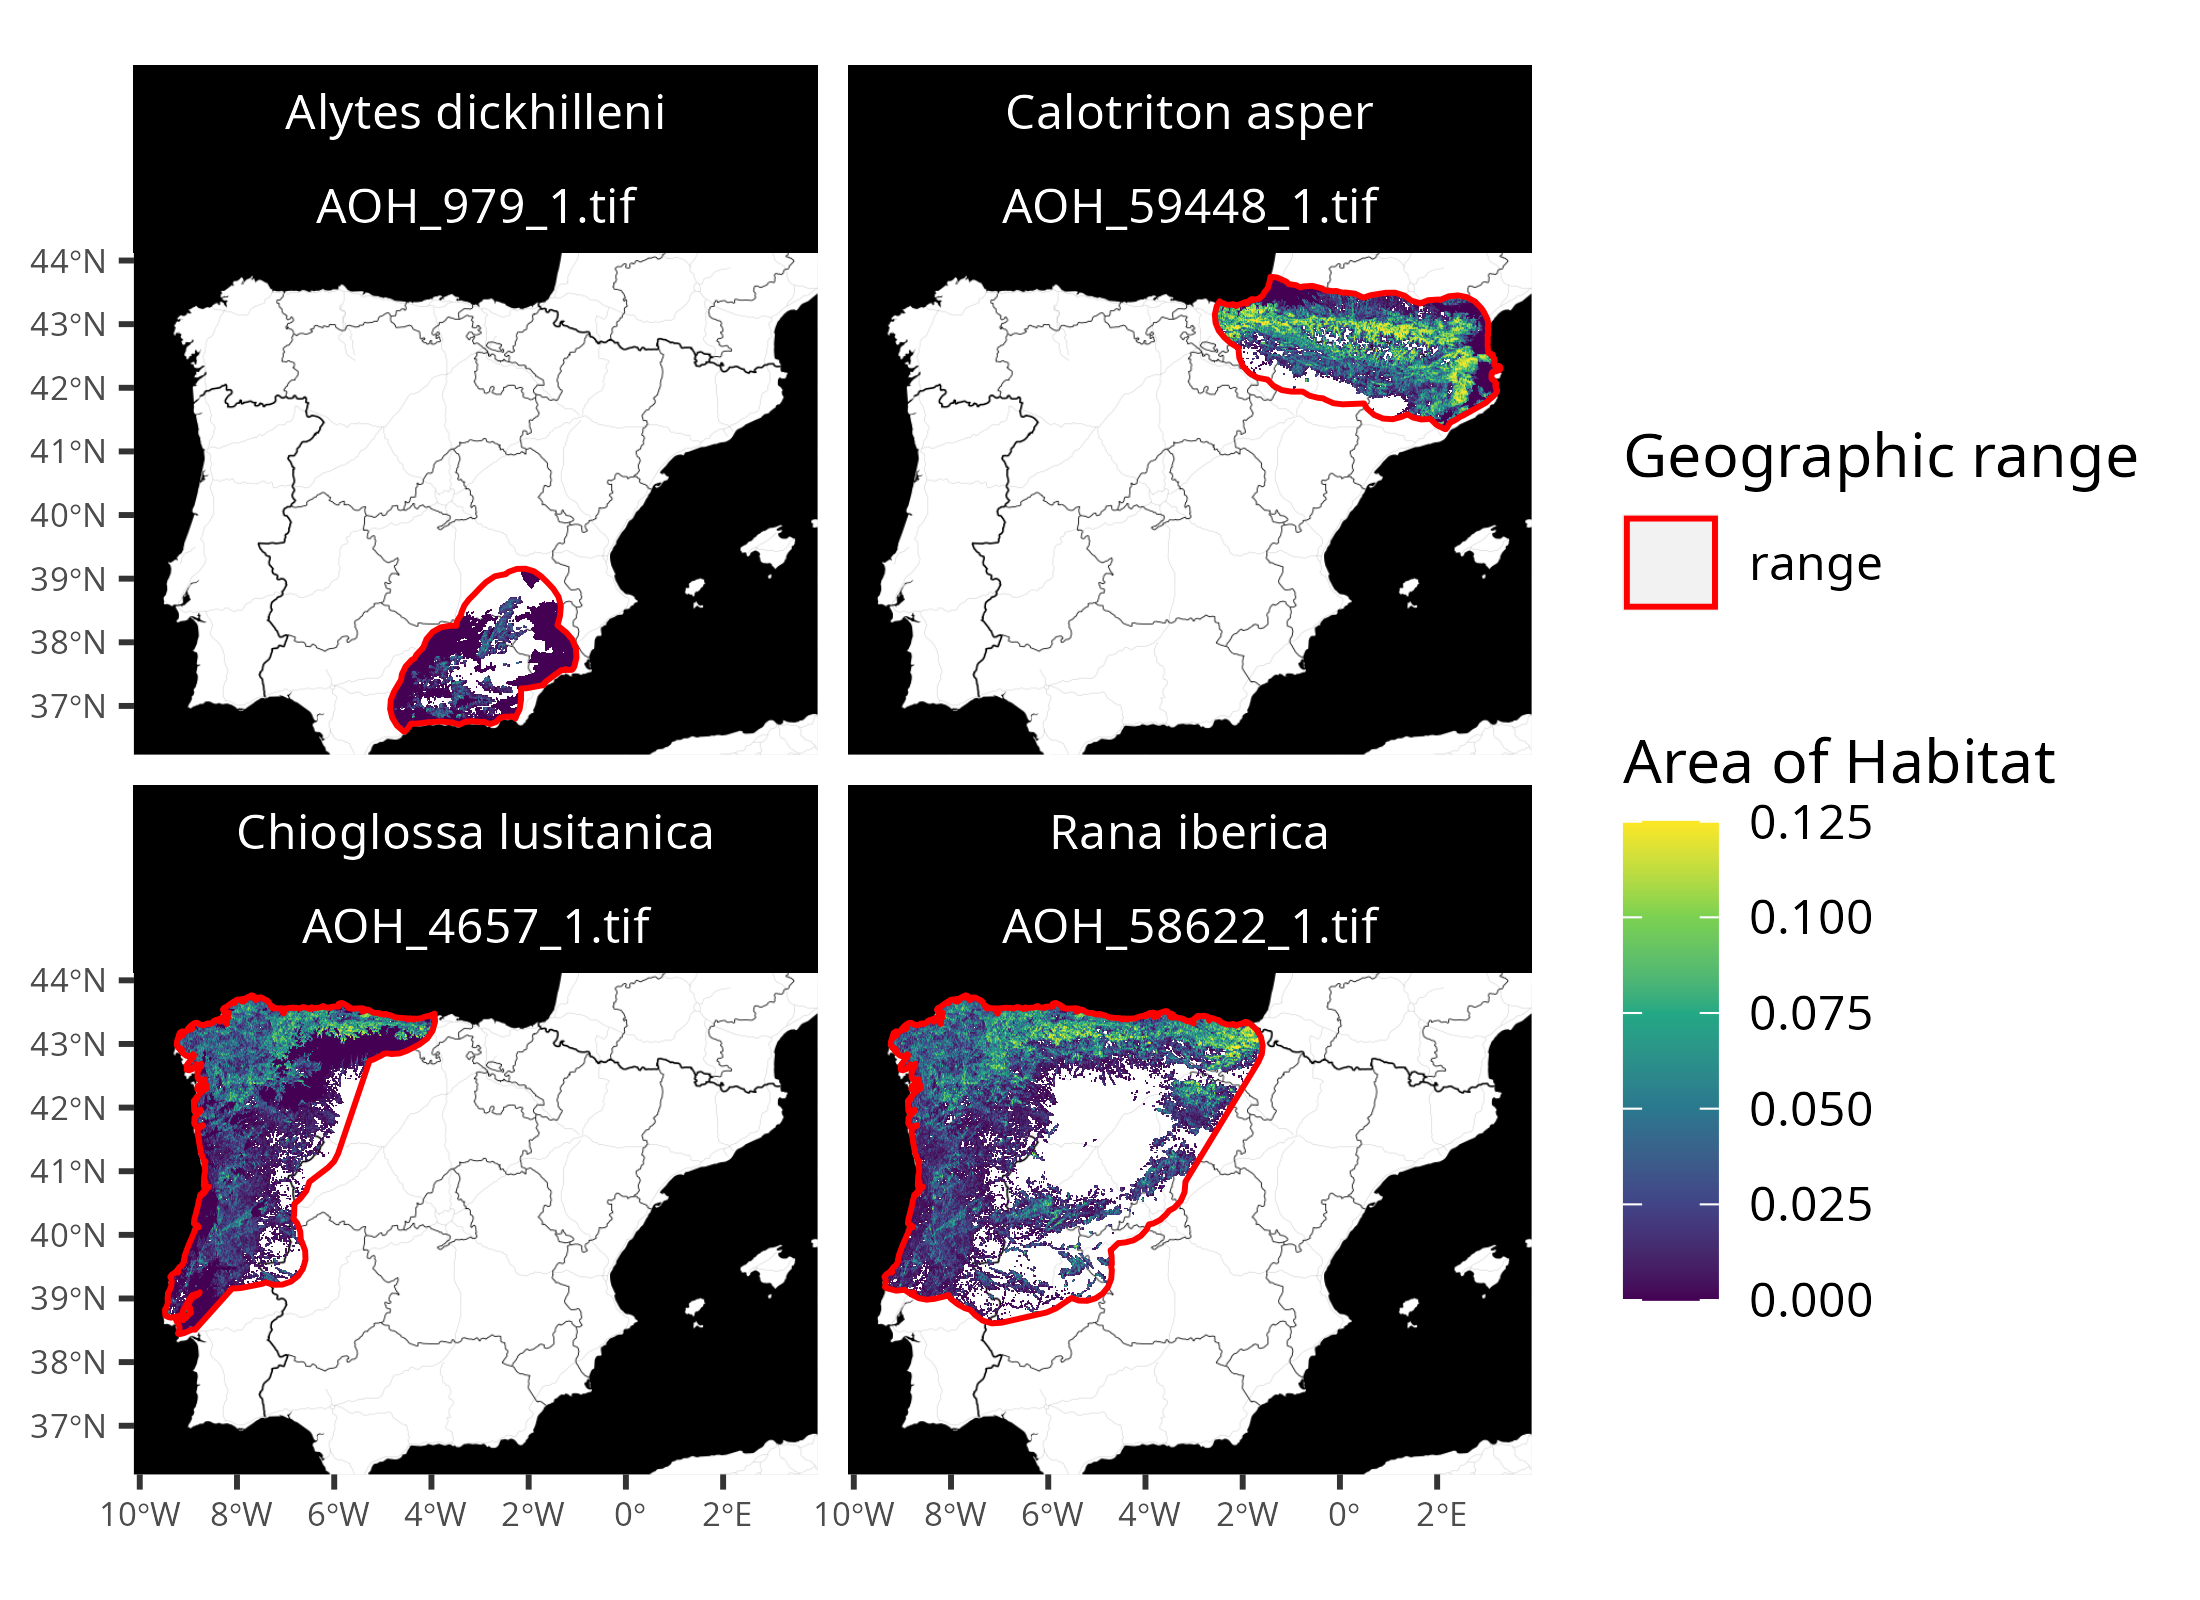 Alytes dickhilleni
AOH_979_1.tif
Calotriton asper
AOH_59448_1.tif
44°N
43°N
42°N
41°N
40°N
39°N
38°N
37°N
Chioglossa lusitanica
AOH_4657_1.tif
Rana iberica
AOH_58622_1.tif
44°N
43°N
42°N
41°N
40°N
39°N
38°N
37°N
10°W 8°W 6°W 4°W 2°W 0° 2°E
10°W 8°W 6°W 4°W 2°W 0° 2°E
Geographic range
range
Area of Habitat
0.125
0.100
0.075
0.050
0.025
0.000